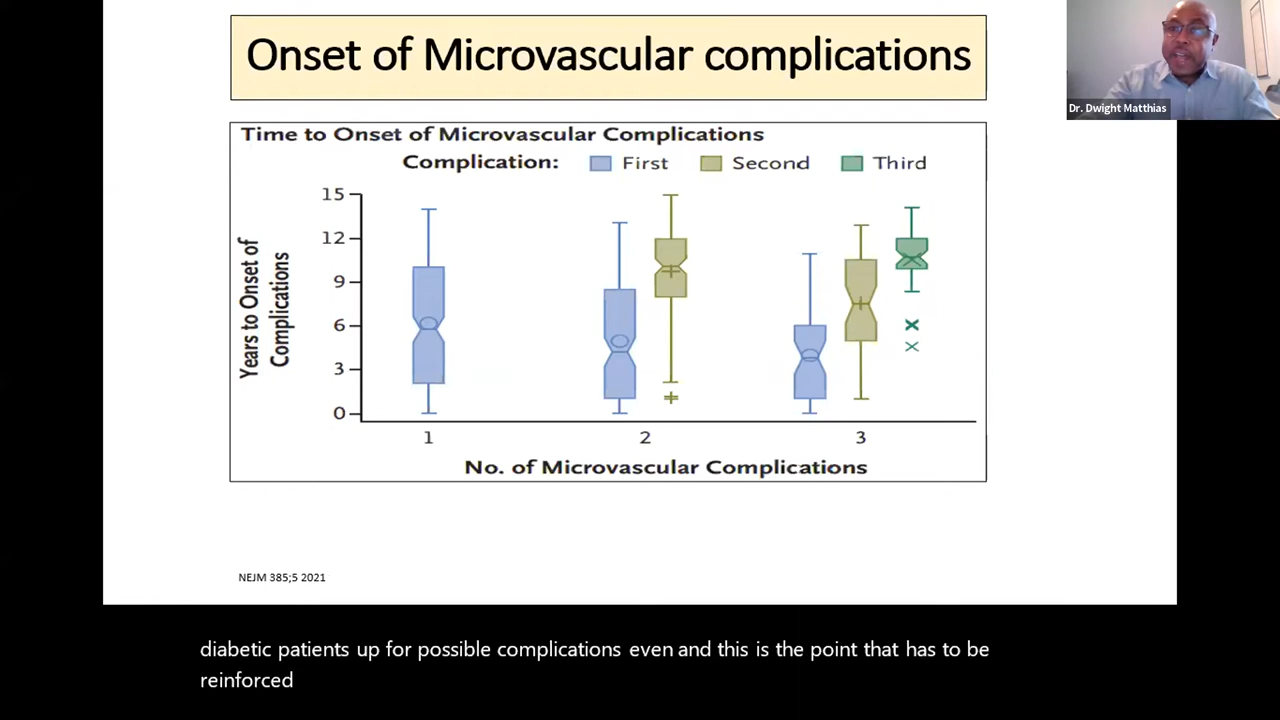 Onset of Microvascular complications
Dr. Dwight Matthias
Time to Onset of Microvascular Complications
Complication: First Second Third
Years to Onset of
Complications
15
12
9
6
3
0
1 2 3
No. of Microvascular Complications
NEJM 385;5 2021
diabetic patients up for possible complications even and this is the point that has to be
reinforced